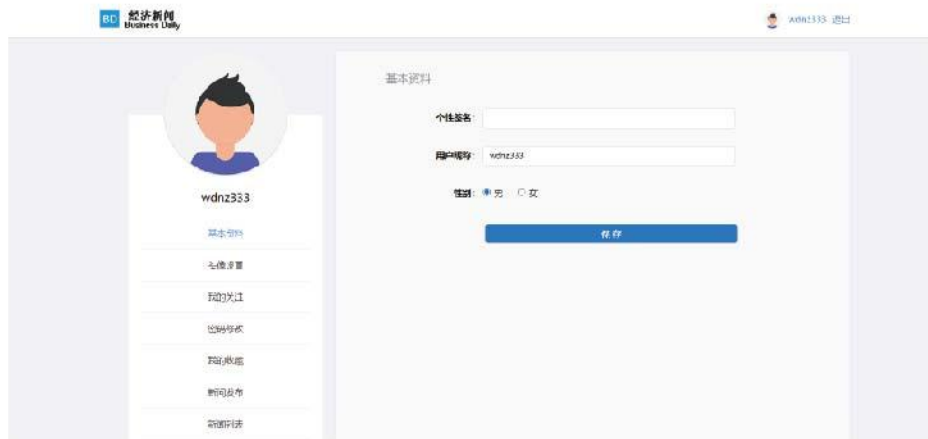 BD 经济新闻
Business Daily
wdnz333 退出
wdnz333
基本资料
头像设置
我的关注
密码修改
我的收藏
新闻发布
新闻列表
基本资料
个性签名：
用户昵称： wdnz333
性别： 男 女
保存